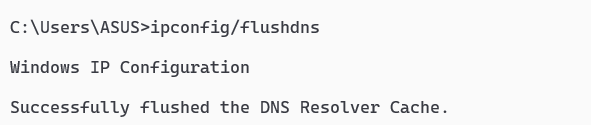 C:\Users\ASUS>ipconfig/flushdns
Windows IP Configuration
Successfully flushed the DNS Resolver Cache.